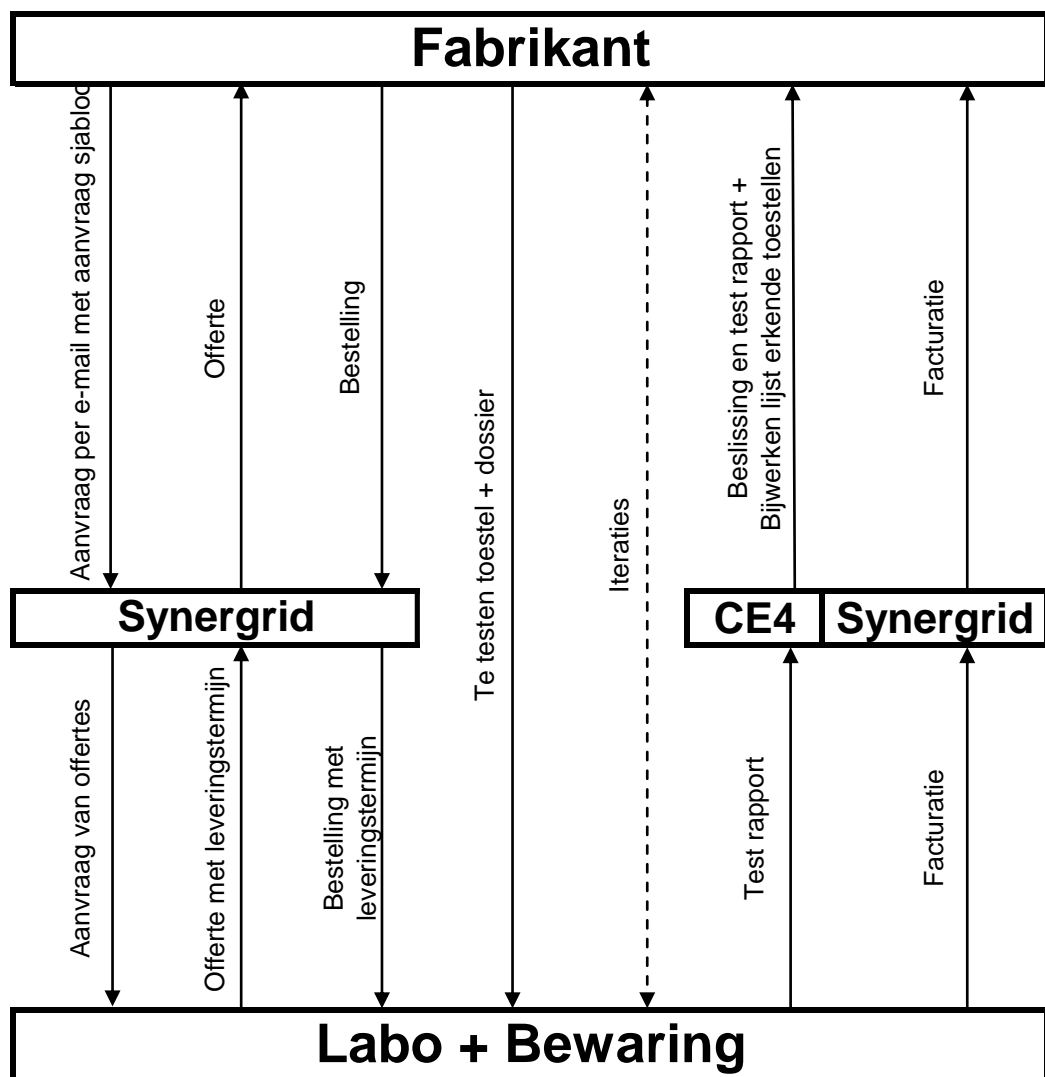 Fabrikant
Aanvraag per e-mail met aanvraag sjabloo
Offerte
Bestelling
Te testen toestel + dossier
Iteraties
Beslissing en test rapport +
Bijwerken lijst erkende toestellen
Facturatie
Synergrid
CE4
Synergrid
Aanvraag van offertes
Offerte met leveringstermijn
Bestelling met
leveringstermijn
Test rapport
Facturatie
Labo + Bewaring